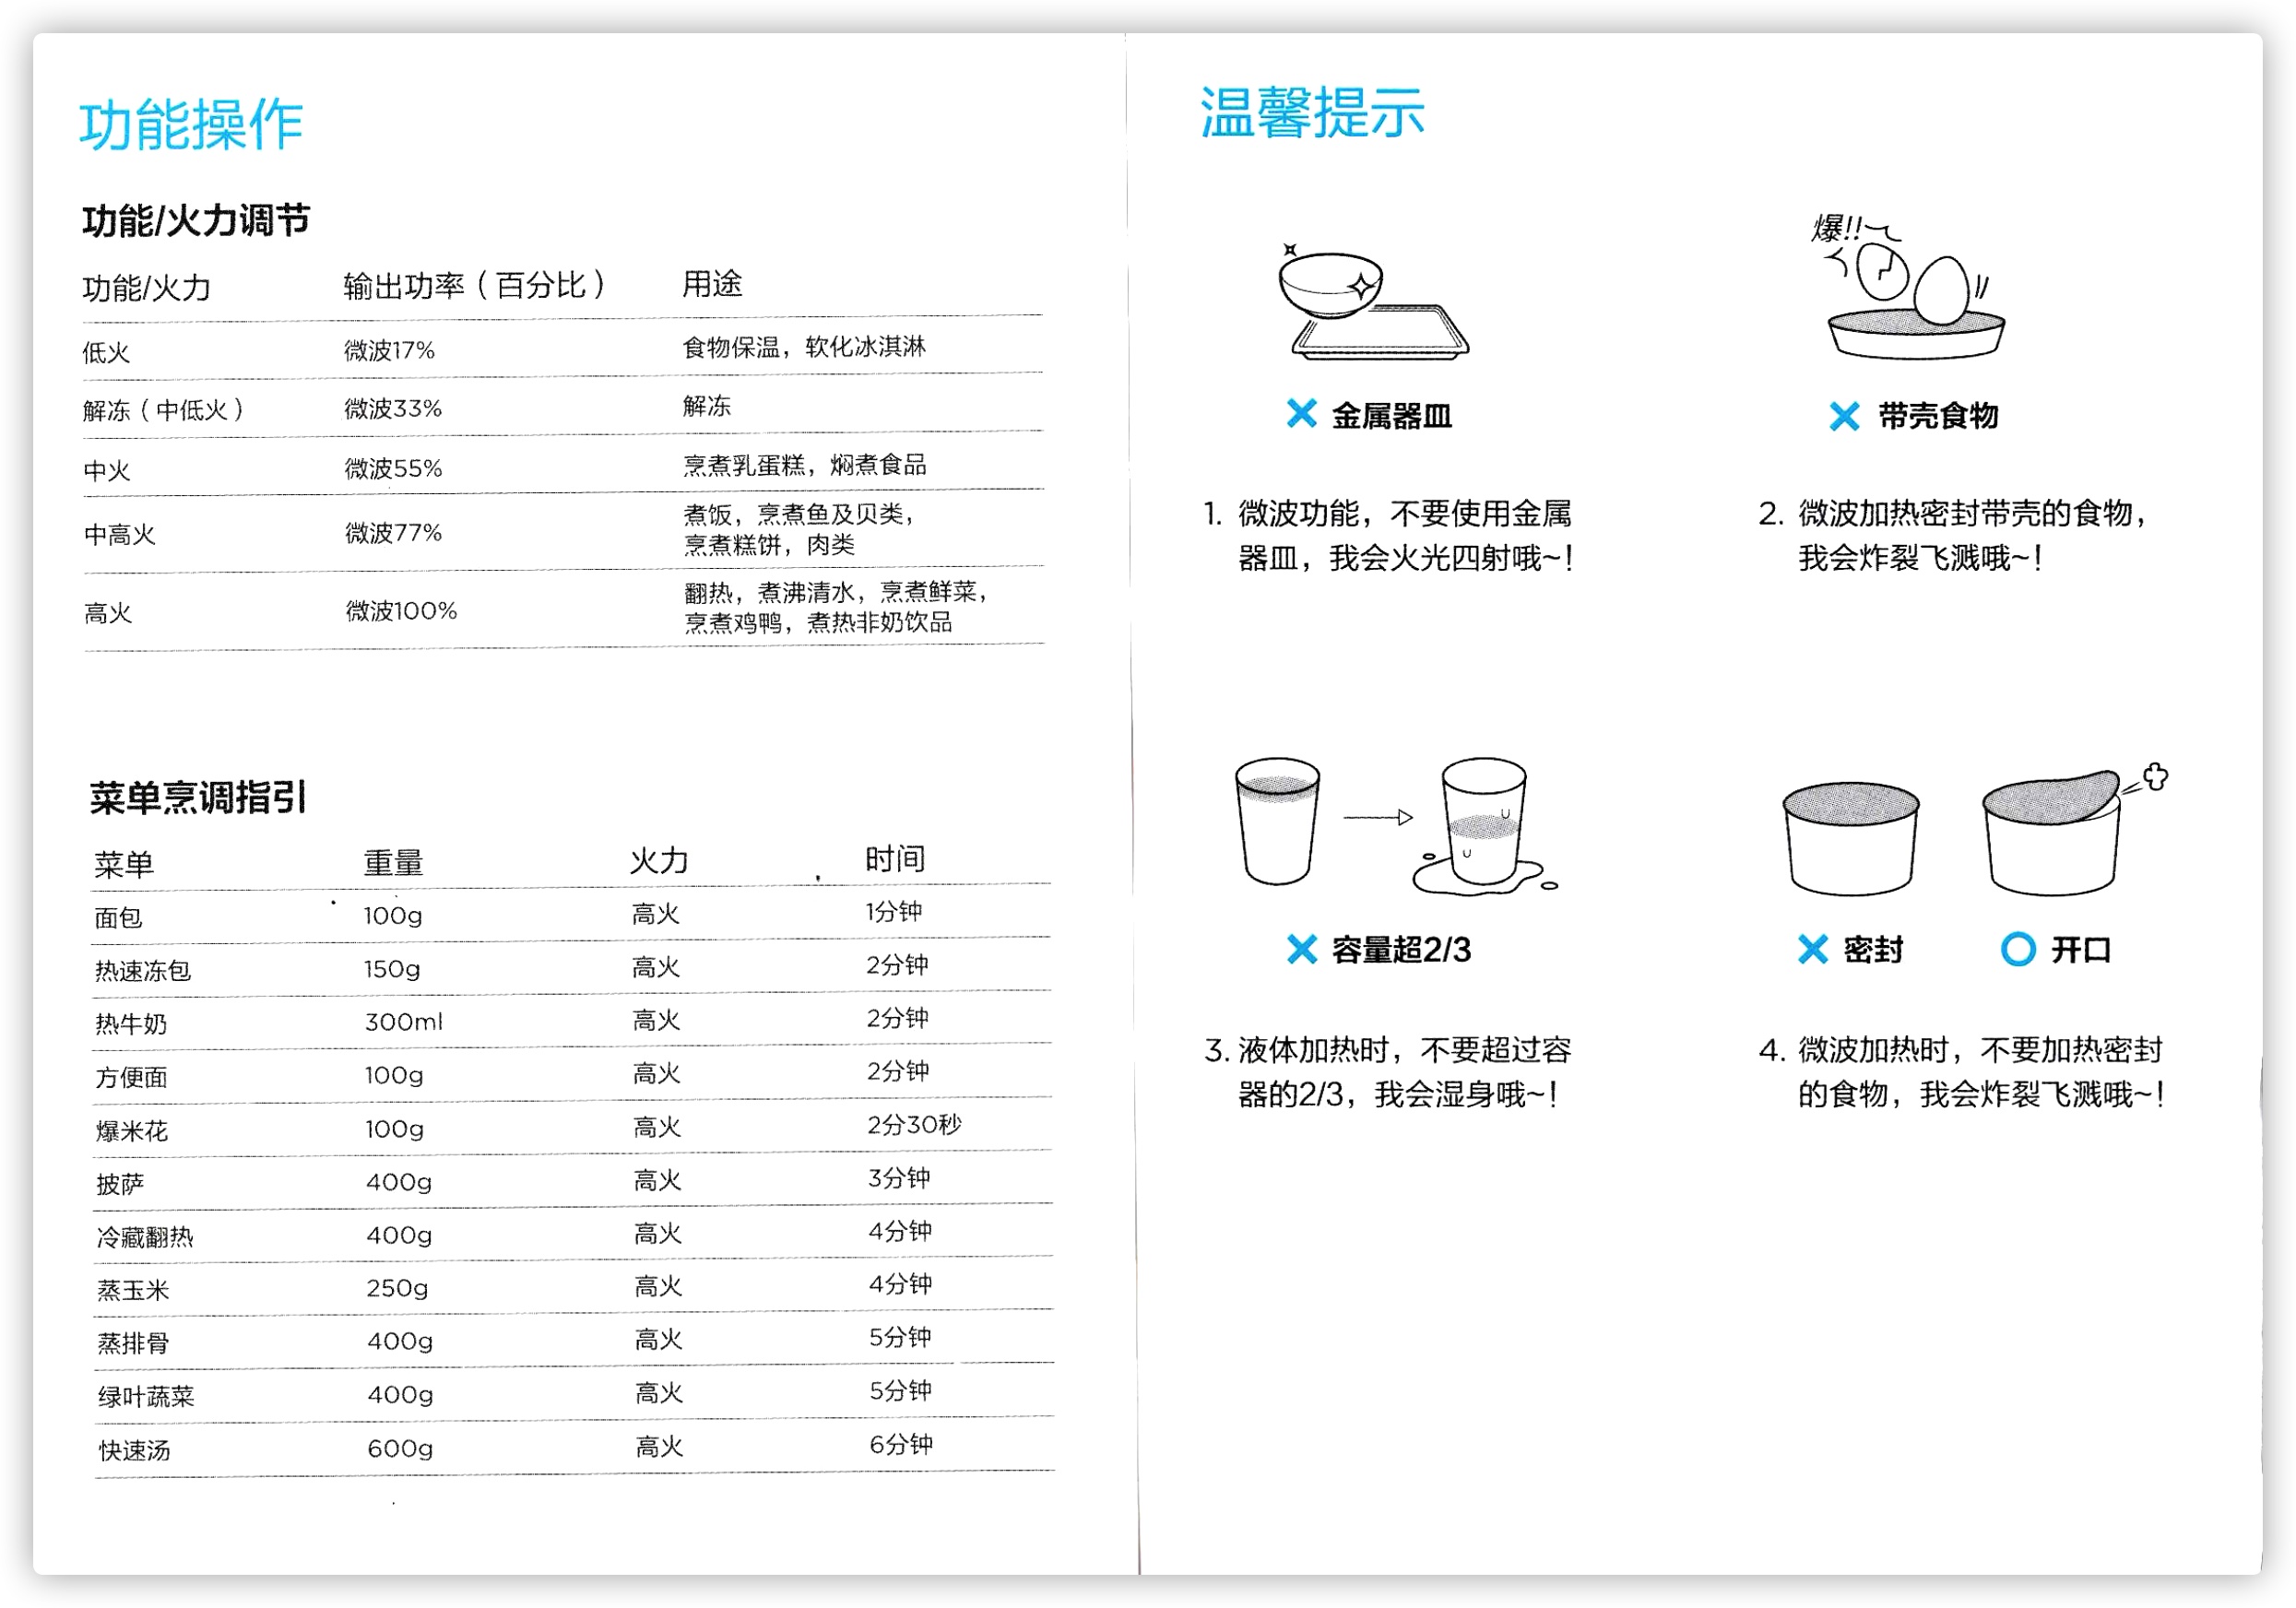 功能操作
功能/火力调节
功能/火力 输出功率（百分比） 用途
低火 微波17% 食物保温，软化冰淇淋
解冻（中低火） 微波33% 解冻
中火 微波55% 烹煮乳蛋糕，焖煮食品
中高火 微波77% 煮饭，烹煮鱼及贝类，
烹煮糕饼，肉类
高火 微波100% 翻热，煮沸清水，烹煮鲜菜，
烹煮鸡鸭，煮热非奶饮品
菜单烹调指引
菜单 重量 火力 时间
面包 100g 高火 1分钟
热速冻包 150g 高火 2分钟
热牛奶 300ml 高火 2分钟
方便面 100g 高火 2分钟
爆米花 100g 高火 2分30秒
披萨 400g 高火 3分钟
冷藏翻热 400g 高火 4分钟
蒸玉米 250g 高火 4分钟
蒸排骨 400g 高火 5分钟
绿叶蔬菜 400g 高火 5分钟
快速汤 600g 高火 6分钟
温馨提示
金属器皿
1. 微波功能，不要使用金属
器皿，我会火光四射哦~！
爆!!
带壳食物
2. 微波加热密封带壳的食物，
我会炸裂飞溅哦~！
容量超2/3
3. 液体加热时，不要超过容
器的2/3，我会湿身哦~！
密封 开口
4. 微波加热时，不要加热密封
的食物，我会炸裂飞溅哦~！